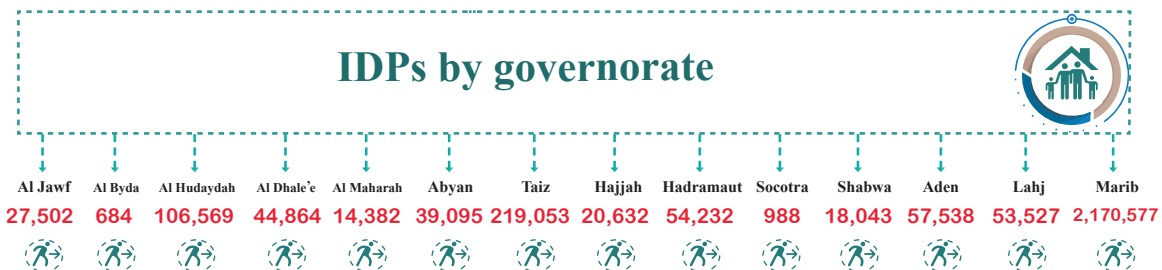 IDPs by governorate
Al Jawf Al Byda Al Hudaydah Al Dhale'e Al Maharah Abyan Taiz Hajjah Hadramaut Socotra Shabwa Aden Lahj Marib
27,502 684 106,569 44,864 14,382 39,095 219,053 20,632 54,232 988 18,043 57,538 53,527 2,170,577